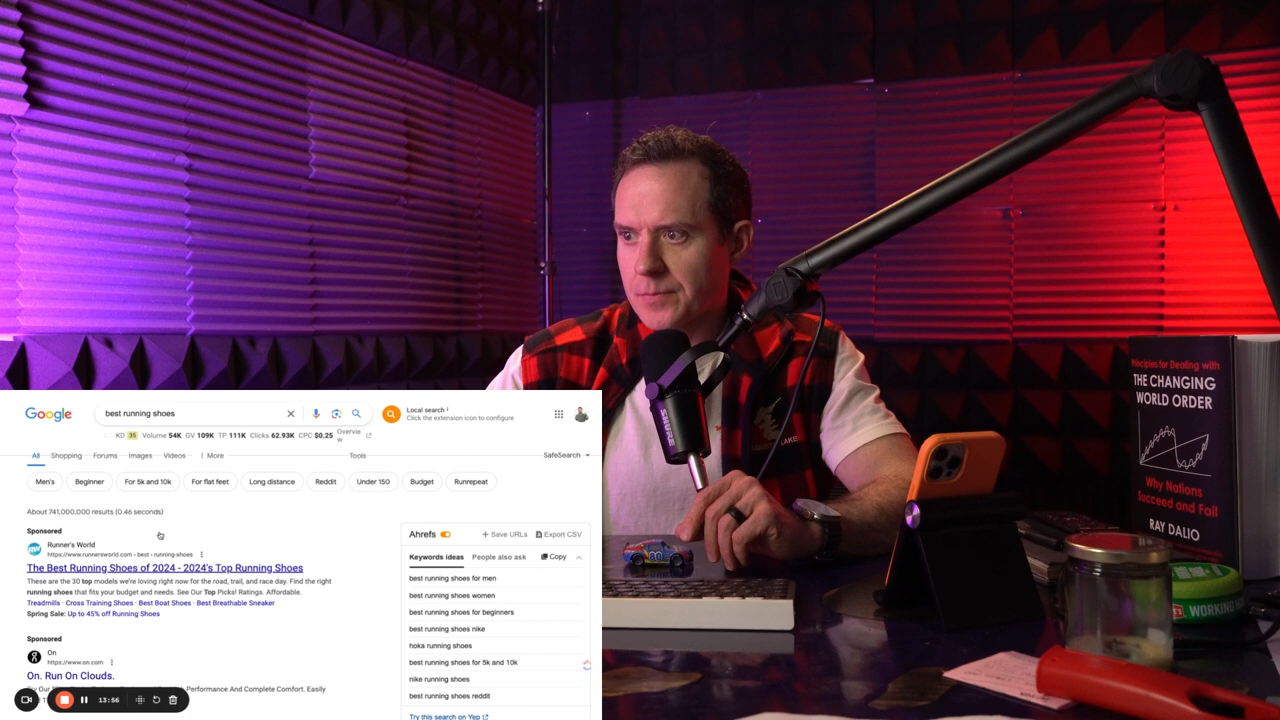 Principles for Dealing with
THE CHANGING
WORLD ORDER
Why Nations
Succeed and Fail
RAY DALIO
SHURE
LAKE
80
WORKING
Google
best running shoes
Local search
Click the extension icon to configure
KD 35 Volume 54K GV 109K TP 111K Clicks 62.93K CPC $0.25 Overvie
w
All Shopping Forums Images Videos More Tools SafeSearch
Men's Beginner For 5k and 10k For flat feet Long distance Reddit Under 150 Budget Runrepeat
About 741,000,000 results (0.46 seconds)
Sponsored
RW
Runner's World
https://www.runnersworld.com › best › running-shoes
The Best Running Shoes of 2024 - 2024's Top Running Shoes
These are the 30 top models we're loving right now for the road, trail, and race day. Find the right
running shoes that fits your budget and needs. See Our Top Picks! Ratings. Affordable.
Treadmills · Cross Training Shoes · Best Boat Shoes · Best Breathable Sneaker
Spring Sale: Up to 45% off Running Shoes
Sponsored
On
https://www.on.com
On. Run On Clouds.
Performance And Complete Comfort. Easily
13:56
Ahrefs + Save URLs Export CSV
Keywords ideas People also ask Copy
best running shoes for men
best running shoes women
best running shoes for beginners
best running shoes nike
hoka running shoes
best running shoes for 5k and 10k
nike running shoes
best running shoes reddit
Try this search on Yep